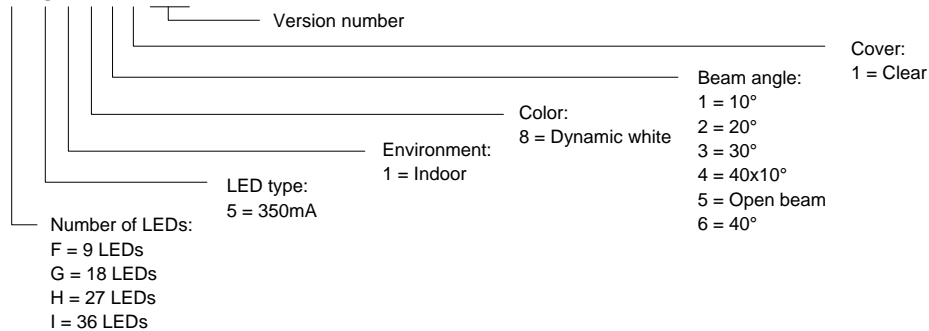 Version number
Cover:
1 = Clear
Beam angle:
1 = 10°
2 = 20°
3 = 30°
4 = 40x10°
5 = Open beam
6 = 40°
Color:
8 = Dynamic white
Environment:
1 = Indoor
LED type:
5 = 350mA
Number of LEDs:
F = 9 LEDs
G = 18 LEDs
H = 27 LEDs
I = 36 LEDs